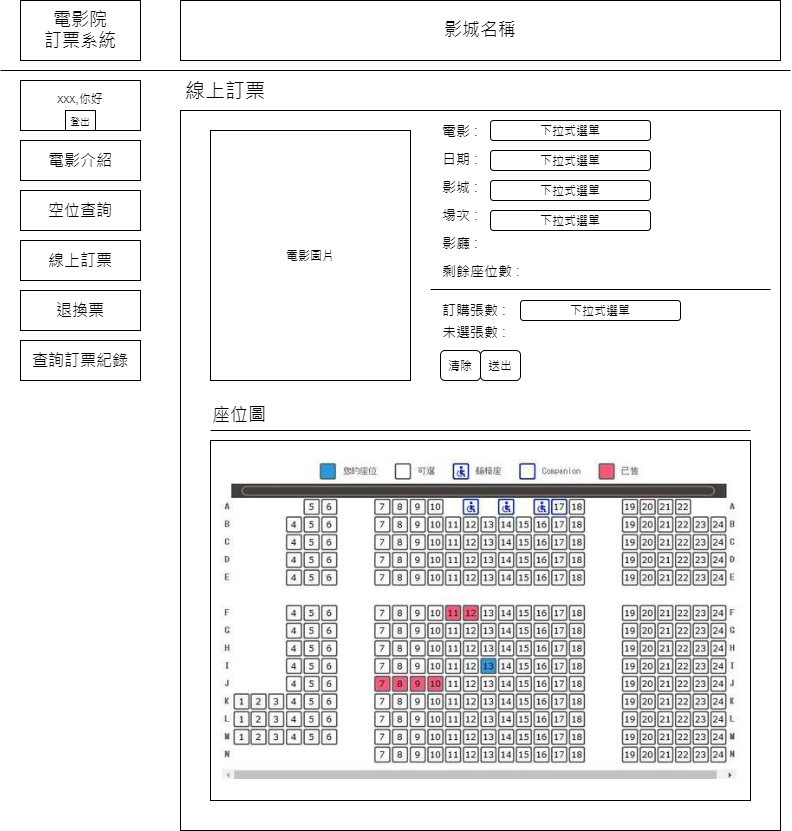 電影院
訂票系統
影城名稱
xxx,你好
登出
電影介紹
空位查詢
線上訂票
退換票
查詢訂票紀錄
線上訂票
電影圖片
電影： 下拉式選單
日期： 下拉式選單
影城： 下拉式選單
場次： 下拉式選單
影廳：
剩餘座位數：
訂購張數： 下拉式選單
未選張數：
清除 送出
座位圖
您的座位 可選 輪椅座 Companion 已售
A 5 6 7 8 9 10 17 18 19 20 21 22 A
B 4 5 6 7 8 9 10 11 12 13 14 15 16 17 18 19 20 21 22 23 24 B
C 4 5 6 7 8 9 10 11 12 13 14 15 16 17 18 19 20 21 22 23 24 C
D 4 5 6 7 8 9 10 11 12 13 14 15 16 17 18 19 20 21 22 23 24 D
E 4 5 6 7 8 9 10 11 12 13 14 15 16 17 18 19 20 21 22 23 24 E
F 4 5 6 7 8 9 10 11 12 13 14 15 16 17 18 19 20 21 22 23 24 F
G 4 5 6 7 8 9 10 11 12 13 14 15 16 17 18 19 20 21 22 23 24 G
H 4 5 6 7 8 9 10 11 12 13 14 15 16 17 18 19 20 21 22 23 24 H
I 4 5 6 7 8 9 10 11 12 13 14 15 16 17 18 19 20 21 22 23 24 I
J 4 5 6 7 8 9 10 11 12 13 14 15 16 17 18 19 20 21 22 23 24 J
K 1 2 3 4 5 6 7 8 9 10 11 12 13 14 15 16 17 18 19 20 21 22 23 24 K
L 1 2 3 4 5 6 7 8 9 10 11 12 13 14 15 16 17 18 19 20 21 22 23 24 L
M 1 2 3 4 5 6 7 8 9 10 11 12 13 14 15 16 17 18 19 20 21 22 23 24 M
N 7 8 9 10 11 12 13 14 15 16 17 18 19 20 21 22 23 24 N